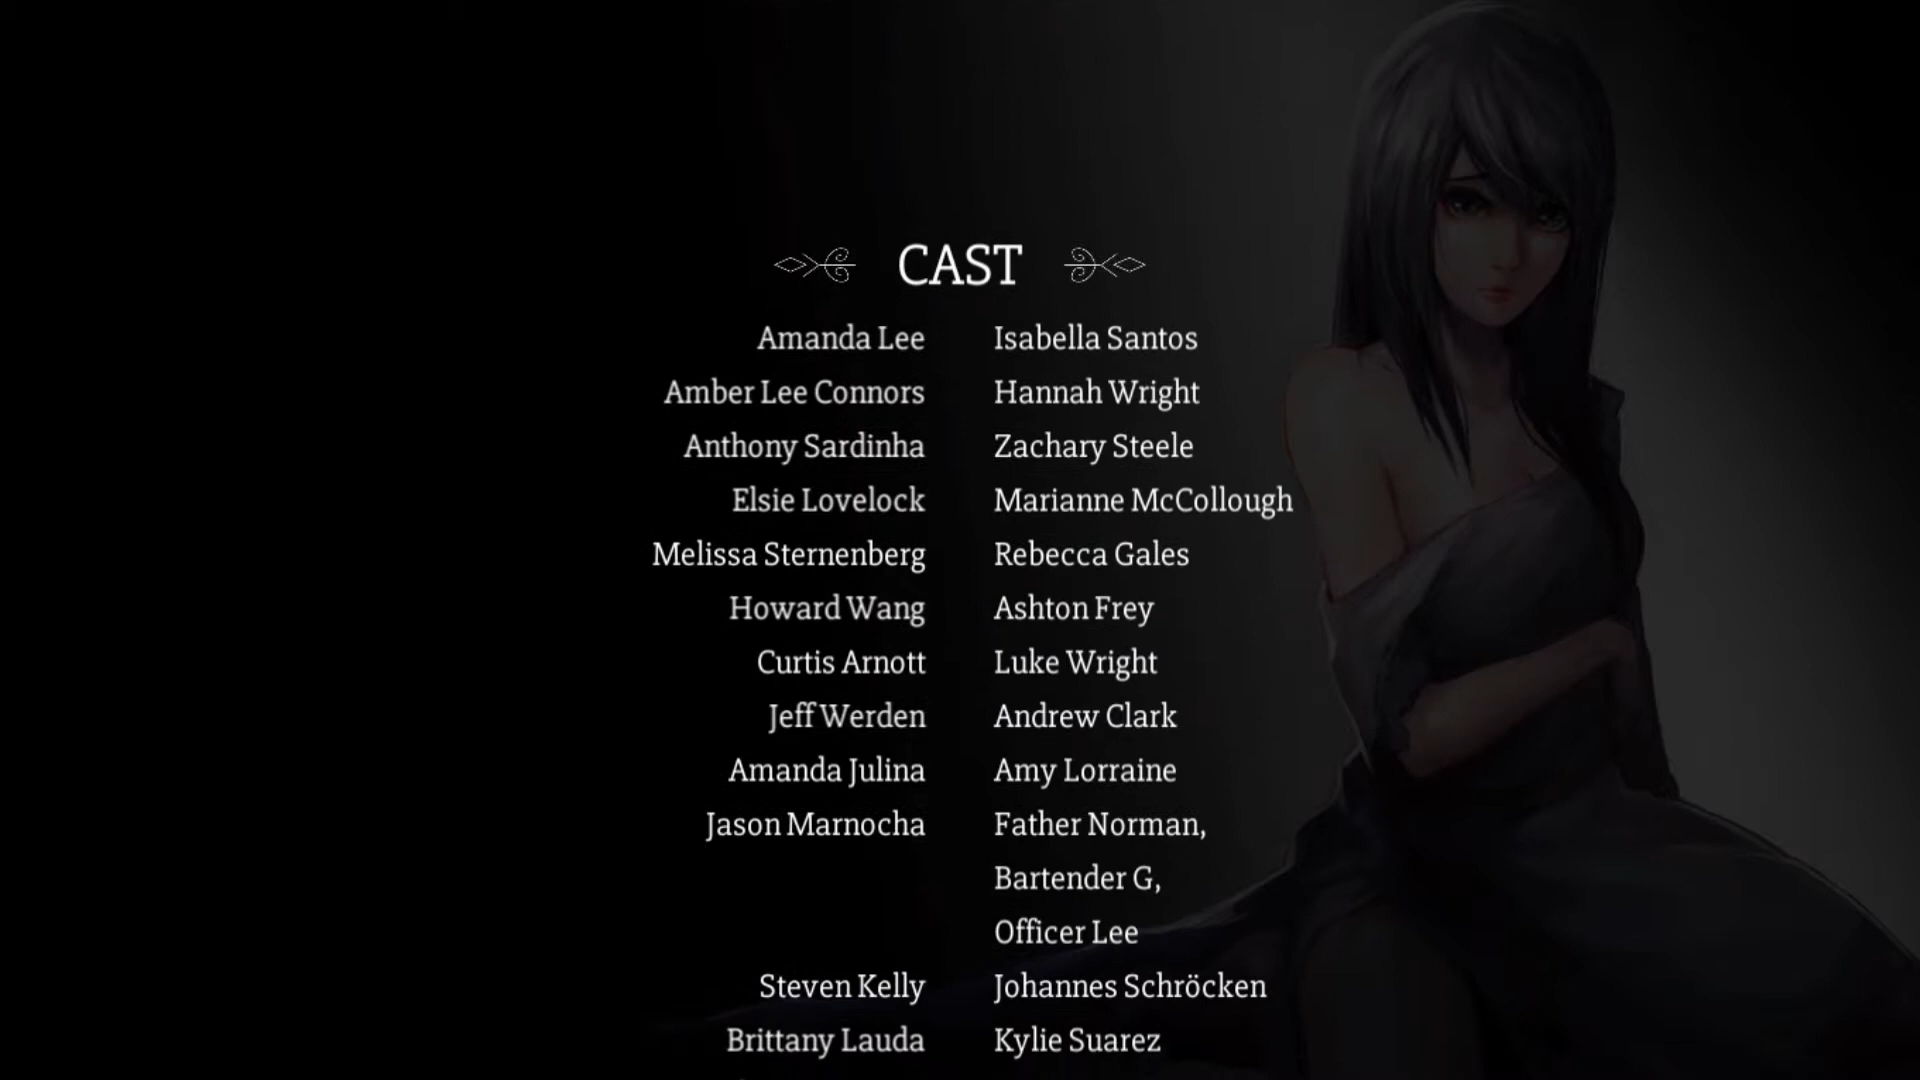 CAST
Amanda Lee Isabella Santos
Amber Lee Connors Hannah Wright
Anthony Sardinha Zachary Steele
Elsie Lovelock Marianne McCollough
Melissa Sternenberg Rebecca Gales
Howard Wang Ashton Frey
Curtis Arnott Luke Wright
Jeff Werden Andrew Clark
Amanda Julina Amy Lorraine
Jason Marnocha Father Norman,
Bartender G,
Officer Lee
Steven Kelly Johannes Schröcken
Brittany Lauda Kylie Suarez